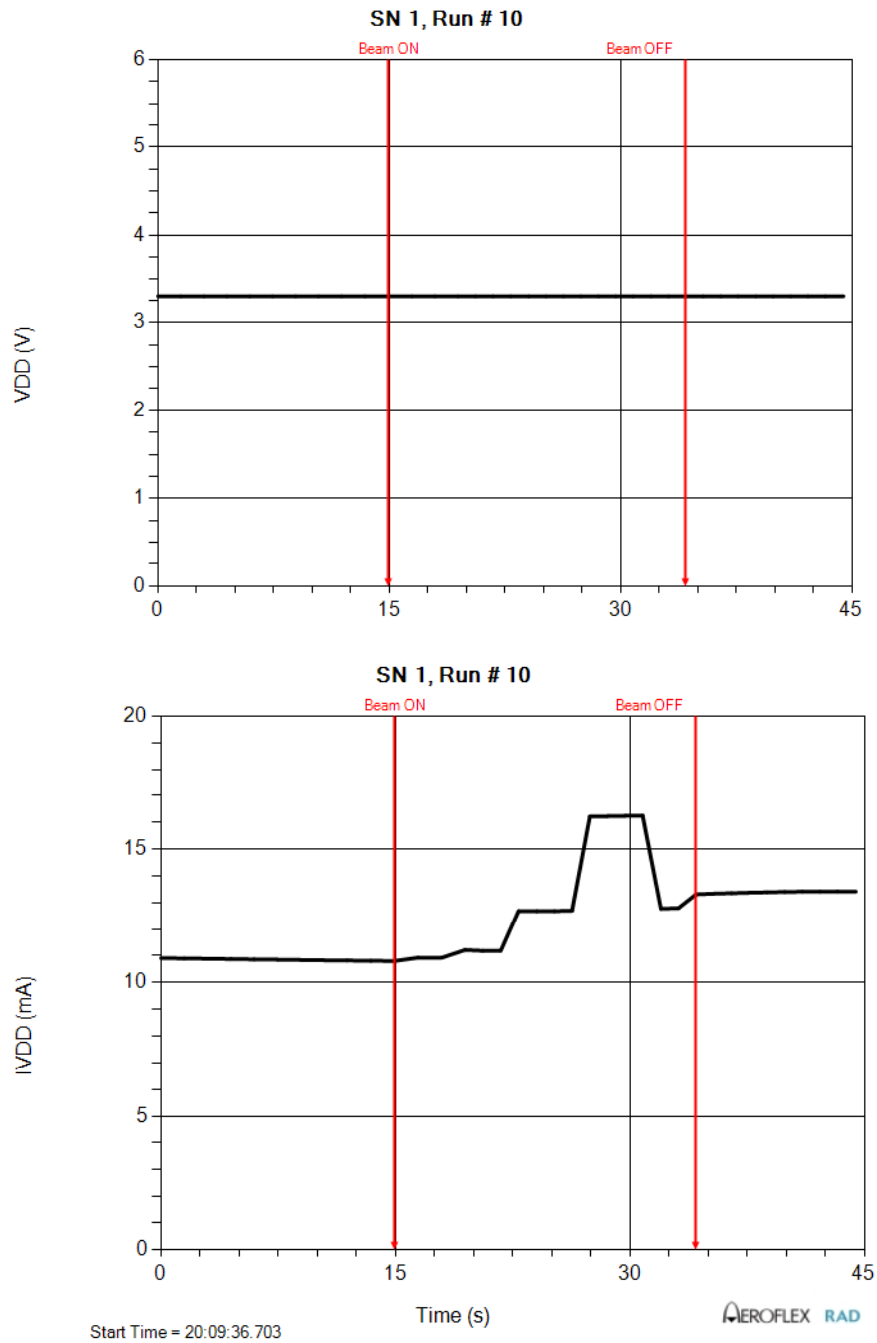 SN 1, Run # 10
Beam ON Beam OFF
6
5
4
3
2
1
0
VDD (V)
0 15 30 45
SN 1, Run # 10
Beam ON Beam OFF
20
15
10
5
0
IVDD (mA)
0 15 30 45
Time (s)
AEROFLEX RAD
Start Time = 20:09:36.703